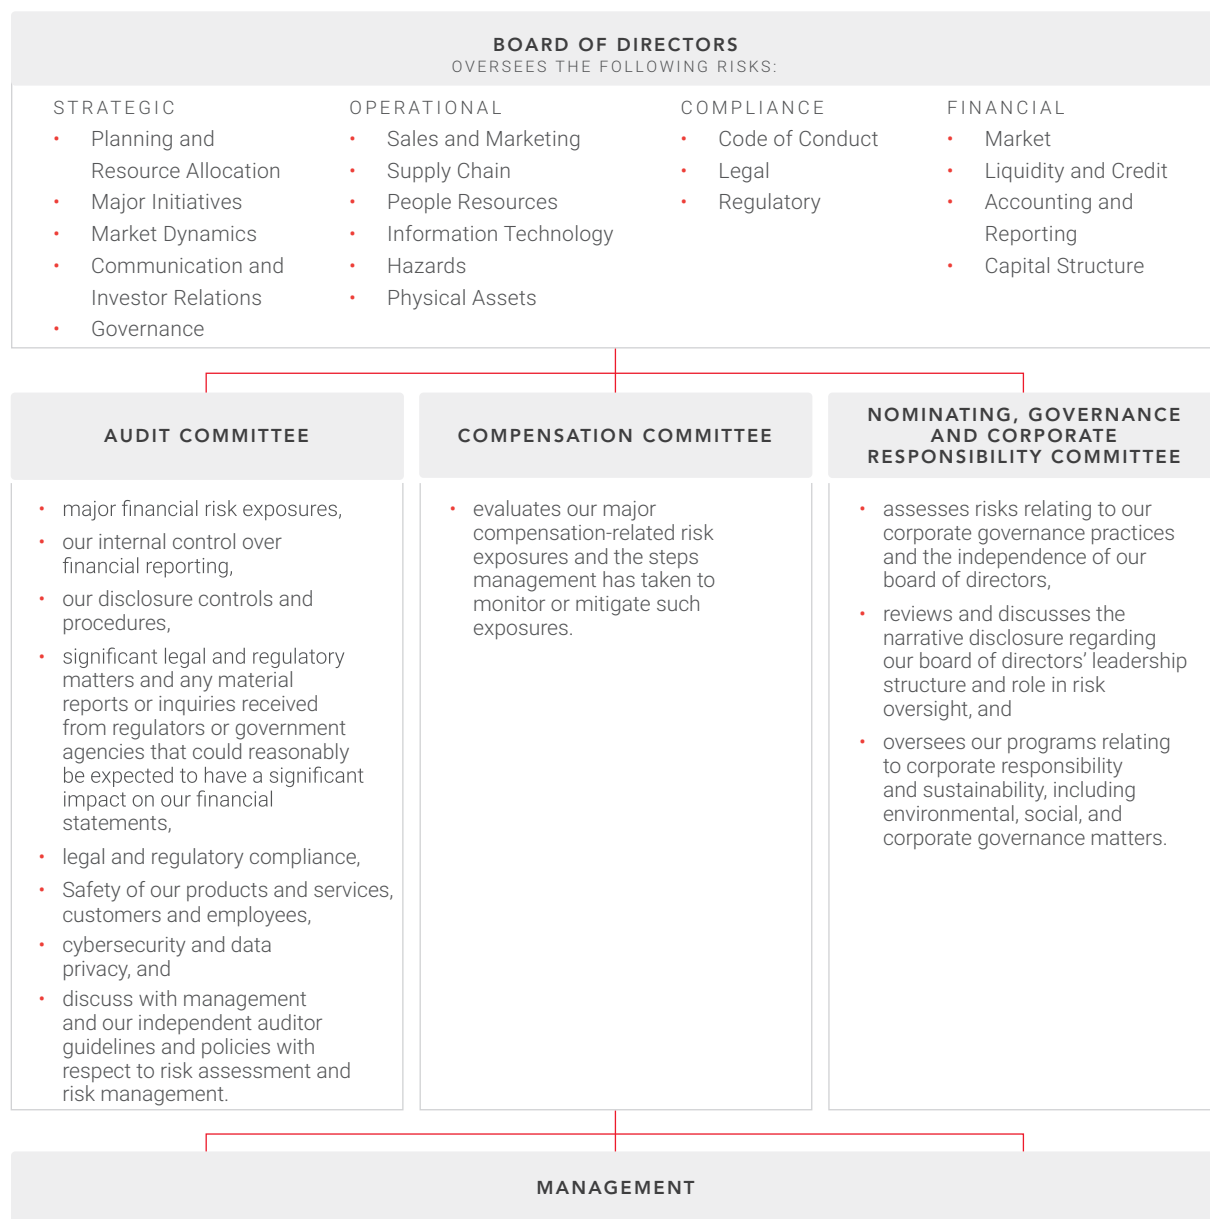 BOARD OF DIRECTORS
OVERSEES THE FOLLOWING RISKS:
STRATEGIC
• Planning and
Resource Allocation
• Major Initiatives
• Market Dynamics
• Communication and
Investor Relations
• Governance
OPERATIONAL
• Sales and Marketing
• Supply Chain
• People Resources
• Information Technology
• Hazards
• Physical Assets
COMPLIANCE
• Code of Conduct
• Legal
• Regulatory
FINANCIAL
• Market
• Liquidity and Credit
• Accounting and
Reporting
• Capital Structure
AUDIT COMMITTEE
• major financial risk exposures,
• our internal control over
financial reporting,
• our disclosure controls and
procedures,
• significant legal and regulatory
matters and any material
reports or inquiries received
from regulators or government
agencies that could reasonably
be expected to have a significant
impact on our financial
statements,
• legal and regulatory compliance,
• Safety of our products and services,
customers and employees,
• cybersecurity and data
privacy, and
• discuss with management
and our independent auditor
guidelines and policies with
respect to risk assessment and
risk management.
COMPENSATION COMMITTEE
• evaluates our major
compensation-related risk
exposures and the steps
management has taken to
monitor or mitigate such
exposures.
NOMINATING, GOVERNANCE
AND CORPORATE
RESPONSIBILITY COMMITTEE
• assesses risks relating to our
corporate governance practices
and the independence of our
board of directors,
• reviews and discusses the
narrative disclosure regarding
our board of directors’ leadership
structure and role in risk
oversight, and
• oversees our programs relating
to corporate responsibility
and sustainability, including
environmental, social, and
corporate governance matters.
MANAGEMENT